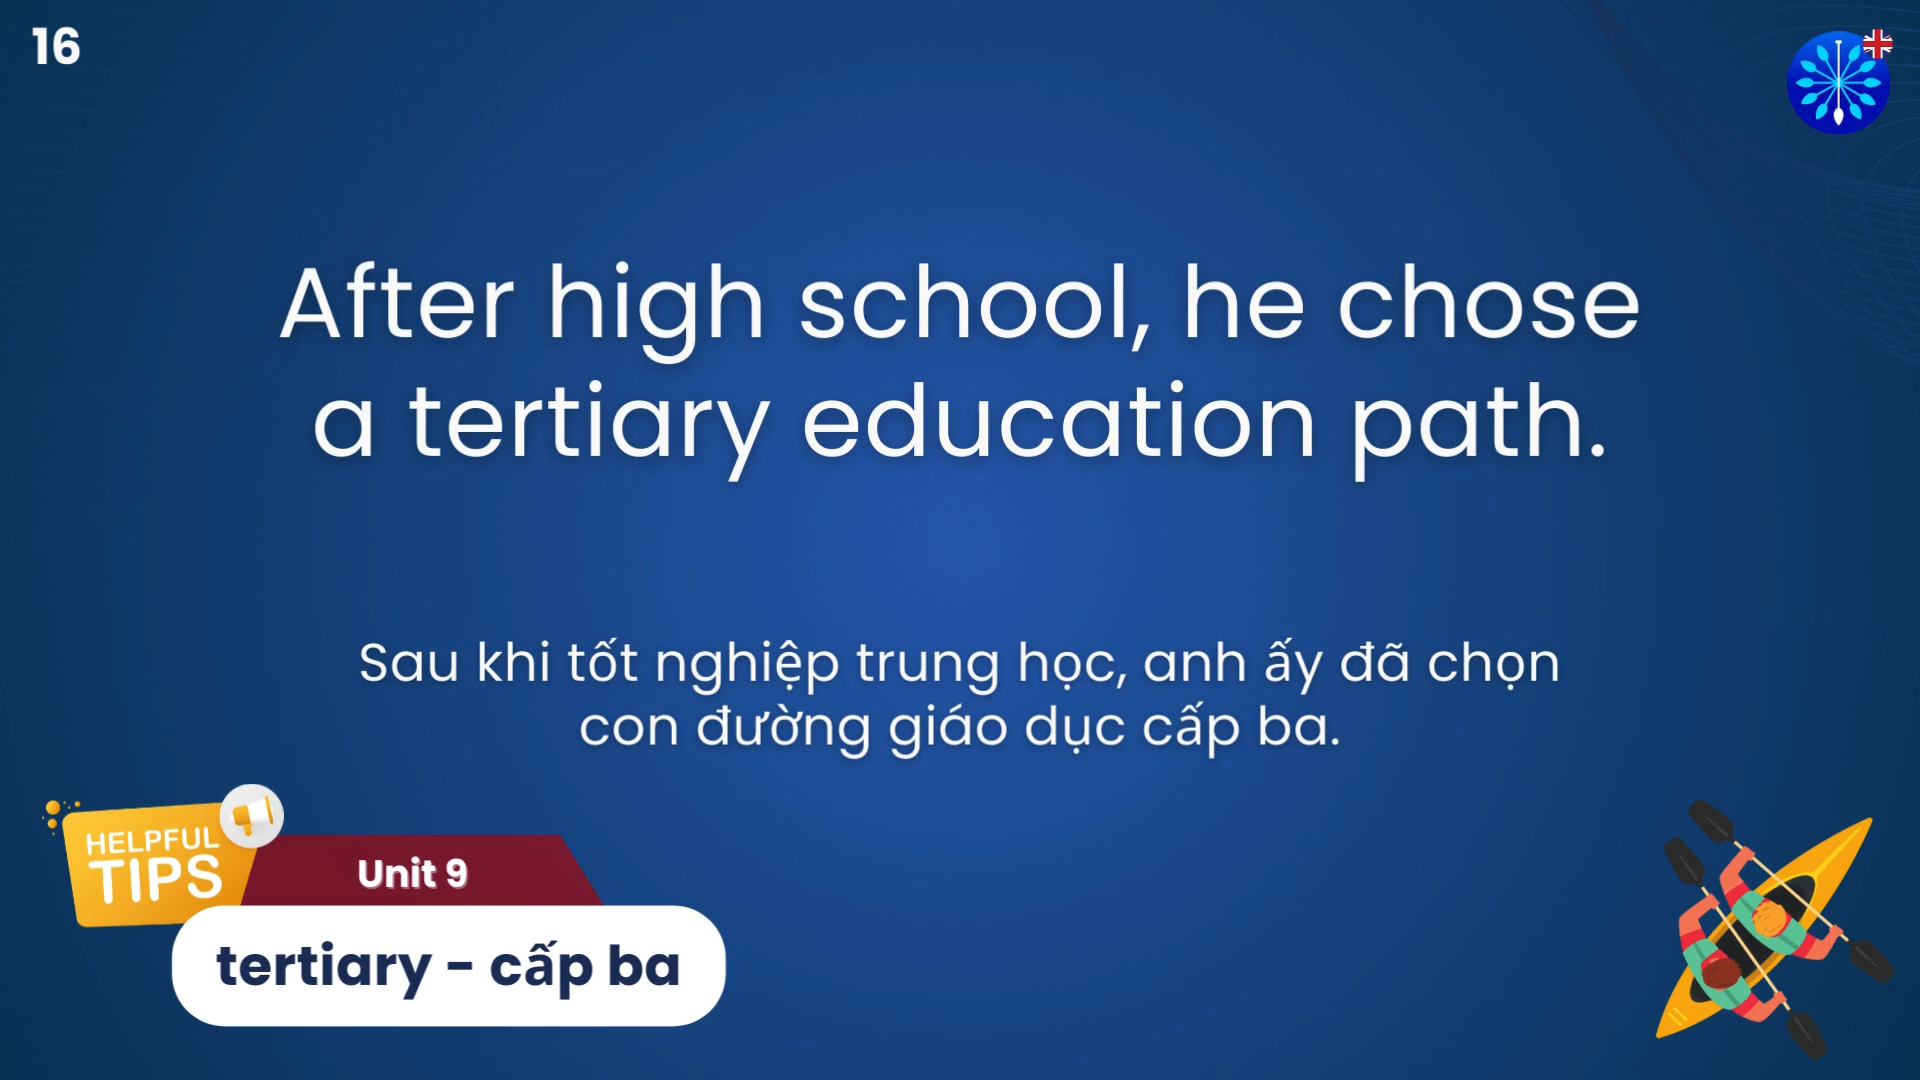 16
After high school, he chose
a tertiary education path.
Sau khi tốt nghiệp trung học, anh ấy đã chọn
con đường giáo dục cấp ba.
HELPFUL
TIPS
Unit 9
tertiary - cấp ba